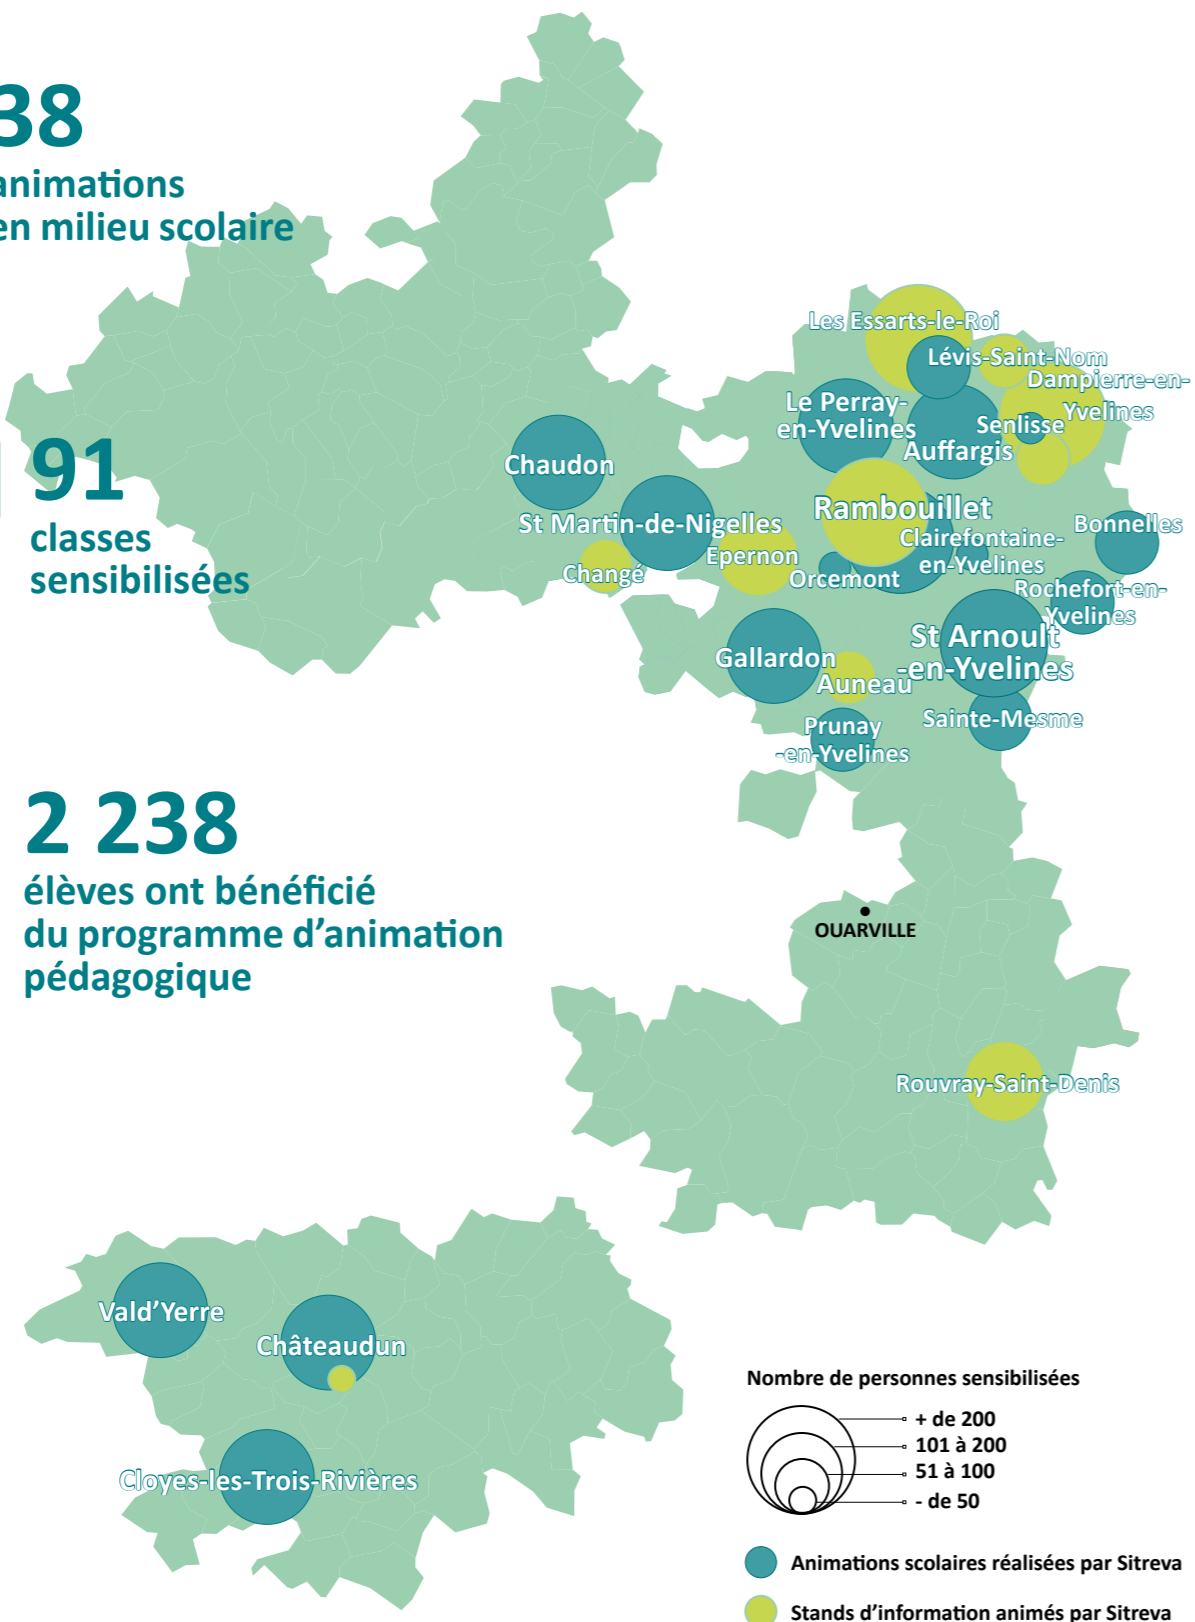 38
animations
en milieu scolaire
91
classes
sensibilisées
2 238
élèves ont bénéficié
du programme d'animation
pédagogique
Les Essarts-le-Roi
Lévis-Saint-Nom
Dampierre-en-
Yvelines
Le Perray-
en-Yvelines
Senlisse
Auffargis
Chaudon
Rambouillet
St Martin-de-Nigelles
Bonnelles
Clairefontaine-
en-Yvelines
Epernon
Changé
Orcemont
Rochefort-en-
Yvelines
St Arnoult
-en-Yvelines
Gallardon
Auneau
Prunay
-en-Yvelines
Sainte-Mesme
OUARVILLE
Rouvray-Saint-Denis
Vald'Yerre
Châteaudun
Cloyes-les-Trois-Rivières
Nombre de personnes sensibilisées
+ de 200
101 à 200
51 à 100
- de 50
Animations scolaires réalisées par Sitreva
Stands d'information animés par Sitreva